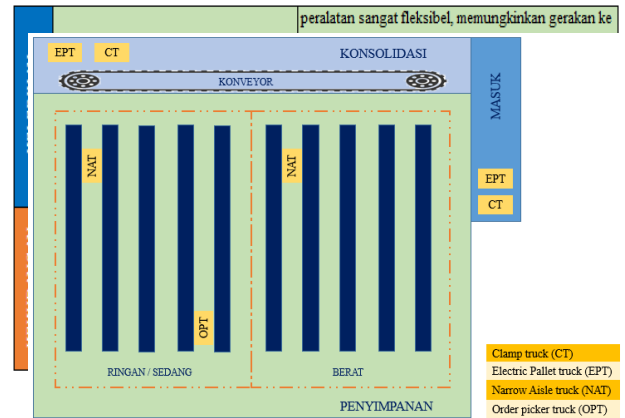 peralatan sangat fleksibel, memungkinkan gerakan ke
EPT CT KONSOLIDASI
KONVEYOR
MASUK
NAT NAT
EPT
CT
OPT
RINGAN / SEDANG BERAT
PENYIMPANAN
Clamp truck (CT)
Electric Pallet truck (EPT)
Narrow Aisle truck (NAT)
Order picker truck (OPT)